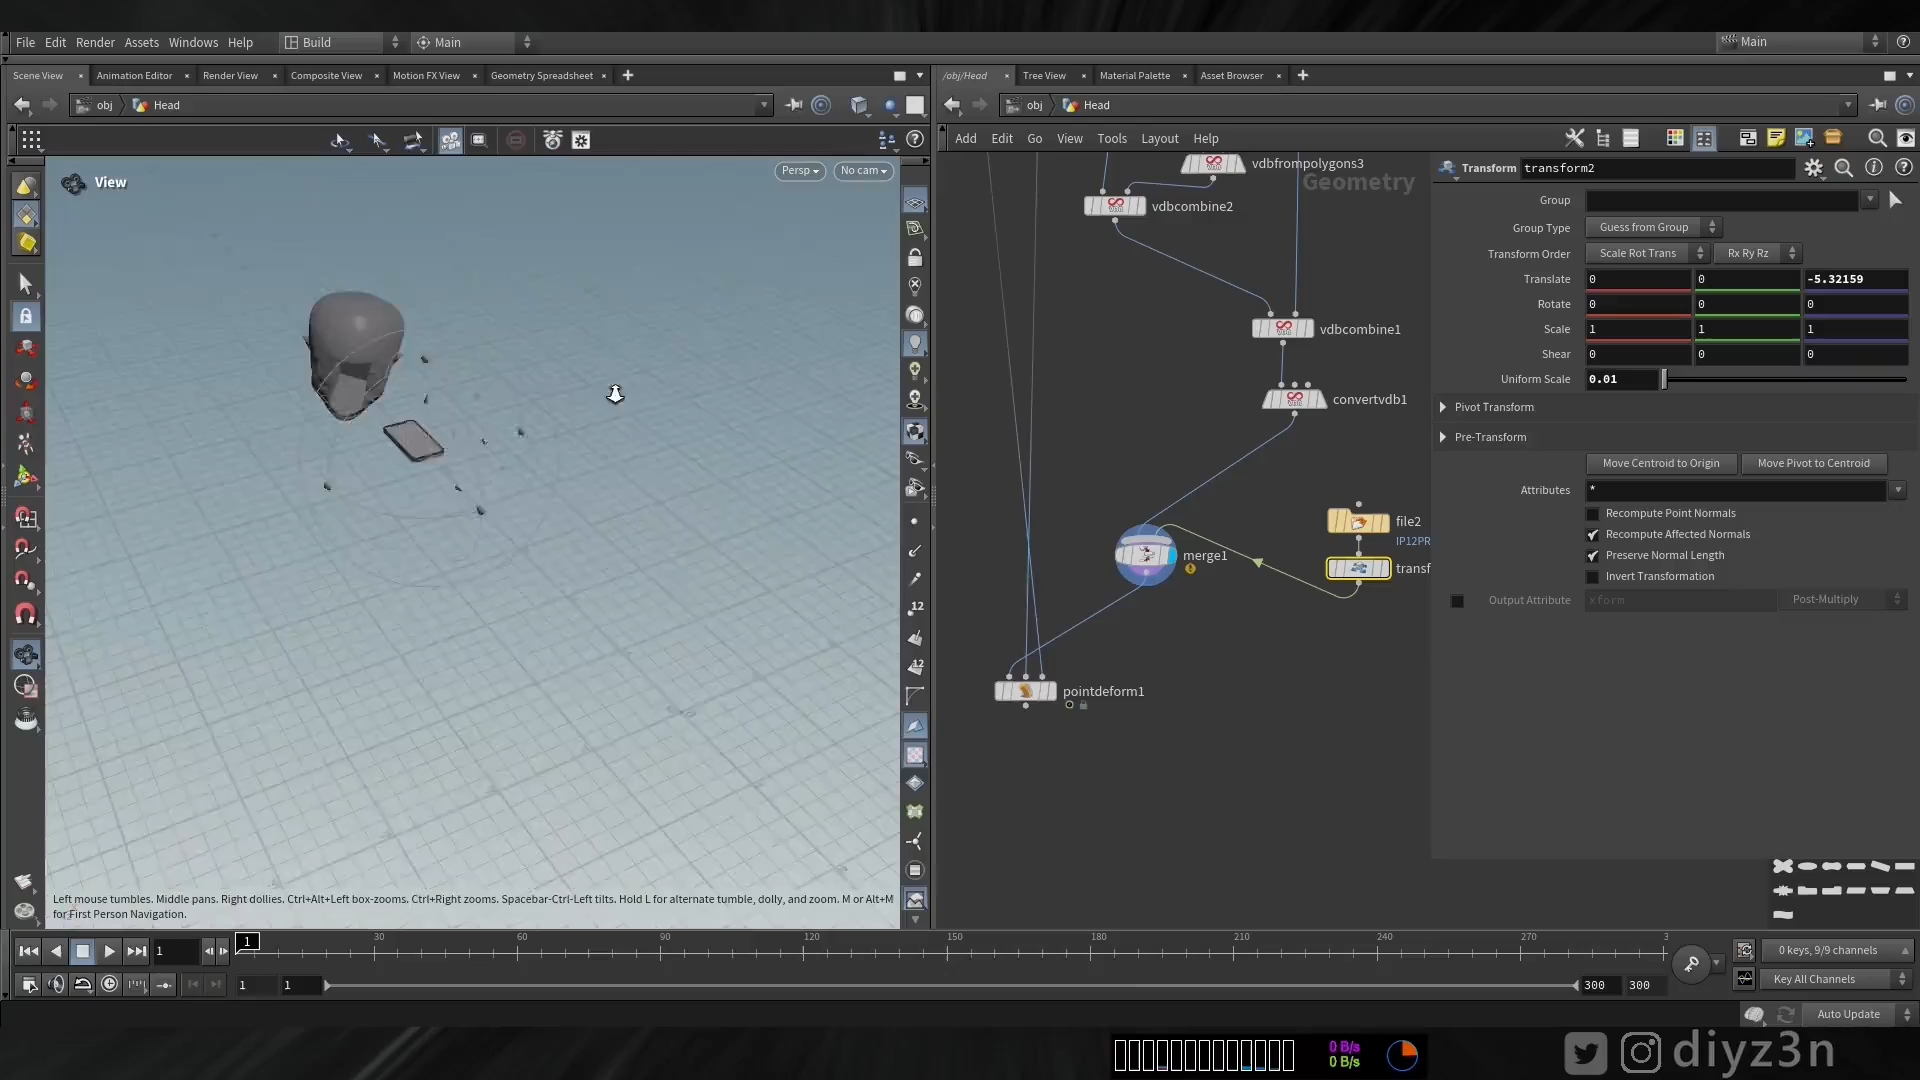 File Edit Render Assets Windows Help Build Main Main
Scene View Animation Editor Render View Composite View Motion FX View Geometry Spreadsheet
/obj/Head Tree View Material Palette Asset Browser
obj Head
obj Head
Add Edit Go View Tools Layout Help
View
Persp No cam
Geometry
vdbfrompolygons3
vdbcombine2
vdbcombine1
convertvdb1
file2
IP12PR
transf
merge1
pointdeform1
Transform transform2
Group
Group Type Guess from Group
Transform Order Scale Rot Trans Rx Ry Rz
Translate 0 0 -5.32159
Rotate 0 0 0
Scale 1 1 1
Shear 0 0 0
Uniform Scale 0.01
Pivot Transform
Pre-Transform
Move Centroid to Origin Move Pivot to Centroid
Attributes *
Recompute Point Normals
Recompute Affected Normals
Preserve Normal Length
Invert Transformation
Output Attribute xform Post-Multiply
12
12
Left mouse tumbles. Middle pans. Right dollies. Ctrl+Alt+Left box-zooms. Ctrl+Right zooms. Spacebar-Ctrl-Left tilts. Hold L for alternate tumble, dolly, and zoom. M or Alt+M
for First Person Navigation.
1 1 30 60 90 120 150 180 210 240 270 3
0 keys, 9/9 channels
1 1 300 300
Key All Channels
Auto Update
0 B/s
0 B/s
diyz3n